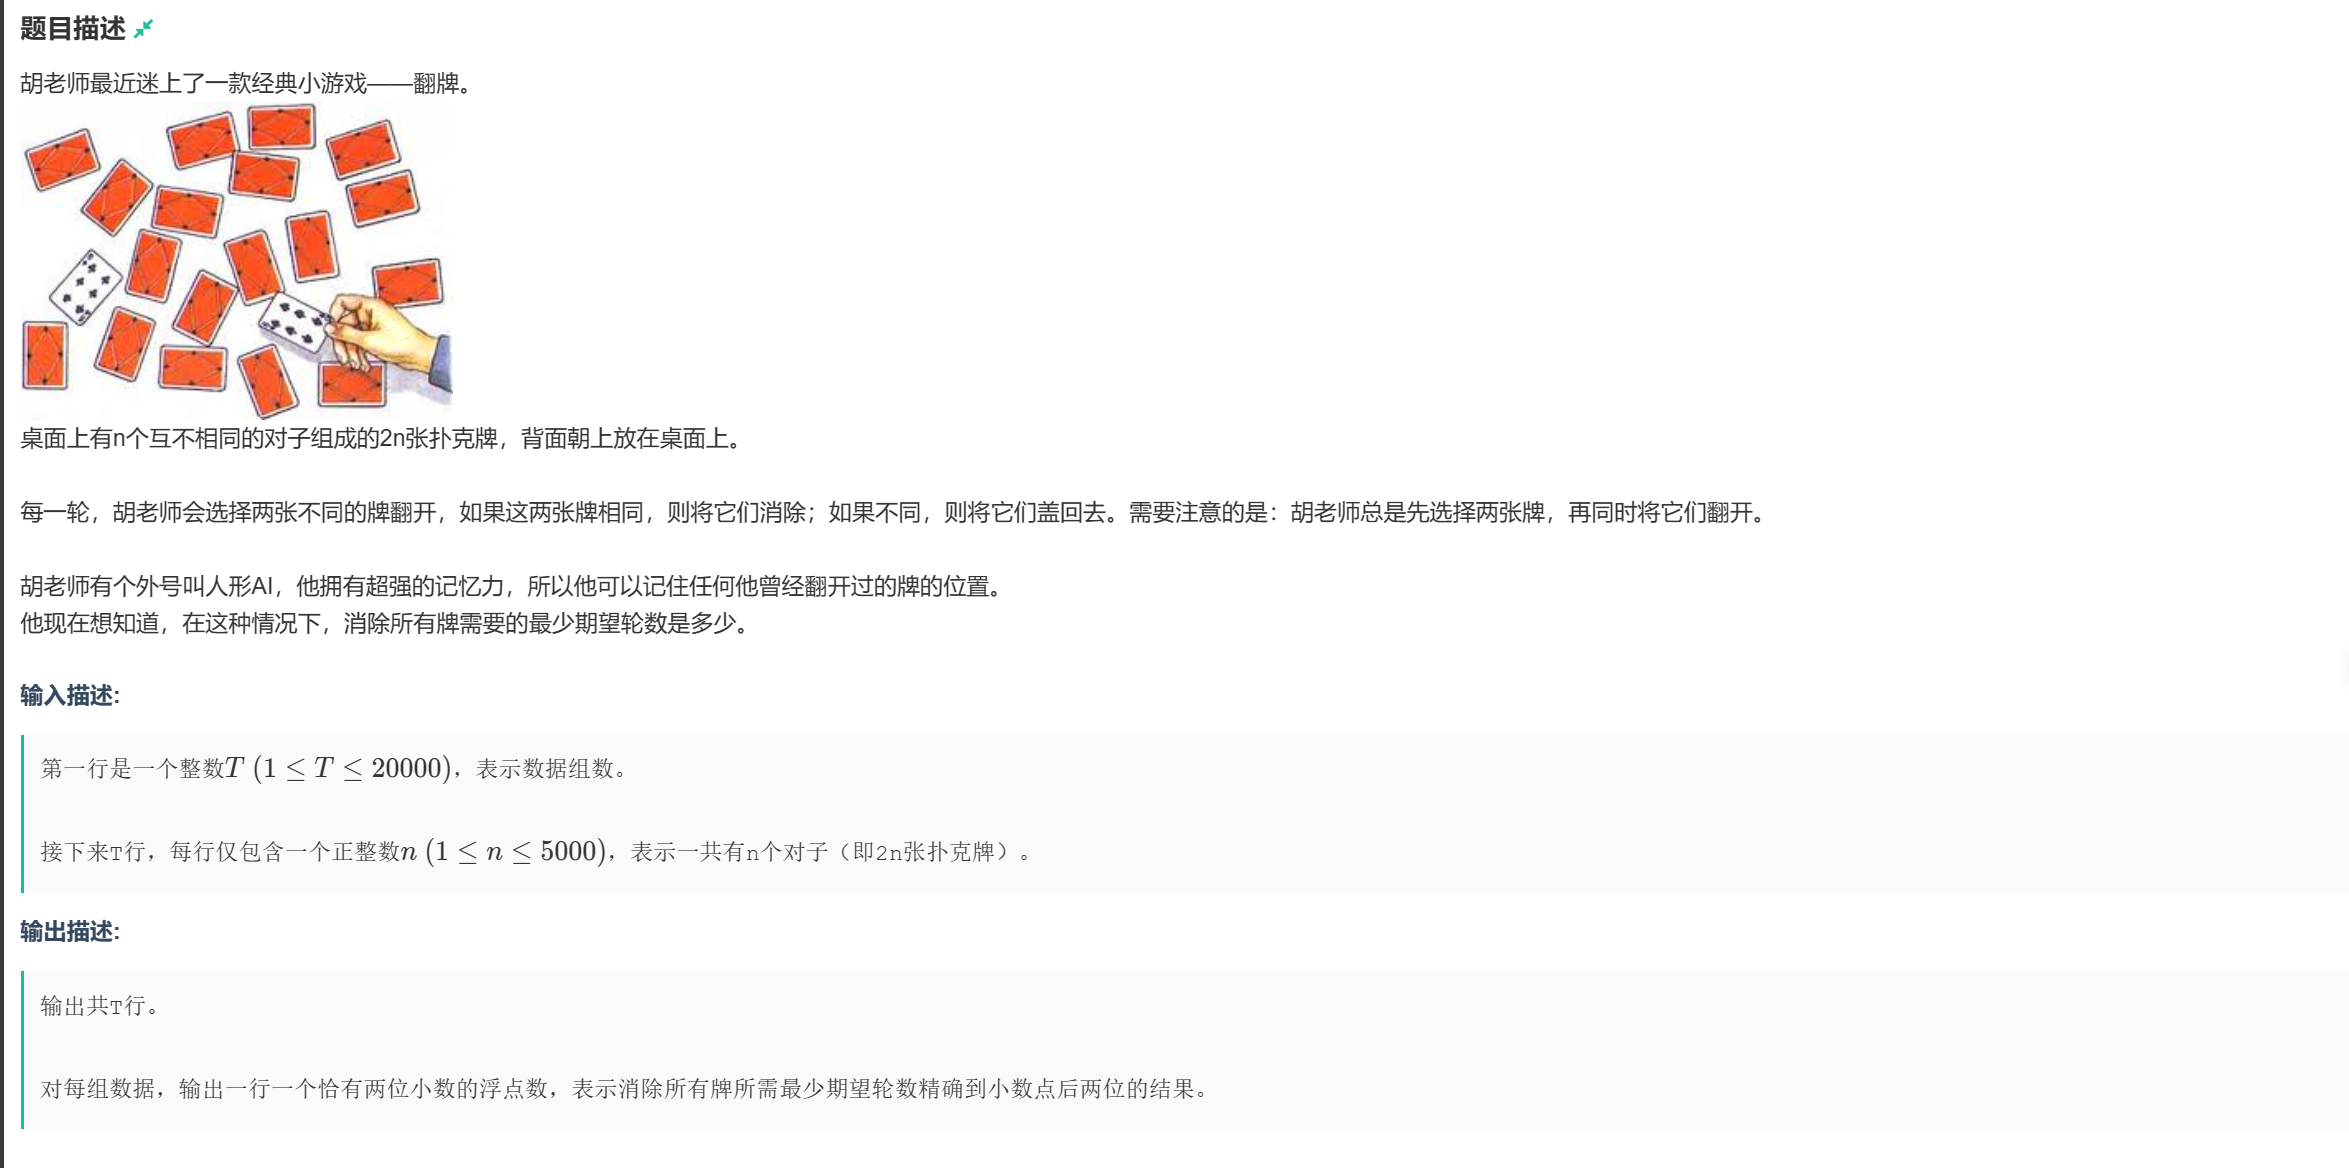 题目描述
胡老师最近迷上了一款经典小游戏——翻牌。
桌面上有n个互不相同的对子组成的2n张扑克牌，背面朝上放在桌面上。
每一轮，胡老师会选择两张不同的牌翻开，如果这两张牌相同，则将它们消除；如果不同，则将它们盖回去。需要注意的是：胡老师总是先选择两张牌，再同时将它们翻开。
胡老师有个外号叫人形AI，他拥有超强的记忆力，所以他可以记住任何他曾经翻开过的牌的位置。
他现在想知道，在这种情况下，消除所有牌需要的最少期望轮数是多少。
输入描述:
第一行是一个整数T (1 ≤ T ≤ 20000)，表示数据组数。
接下来T行，每行仅包含一个正整数n (1 ≤ n ≤ 5000)，表示一共有n个对子（即2n张扑克牌）。
输出描述:
输出共T行。
对每组数据，输出一行一个恰有两位小数的浮点数，表示消除所有牌所需最少期望轮数精确到小数点后两位的结果。